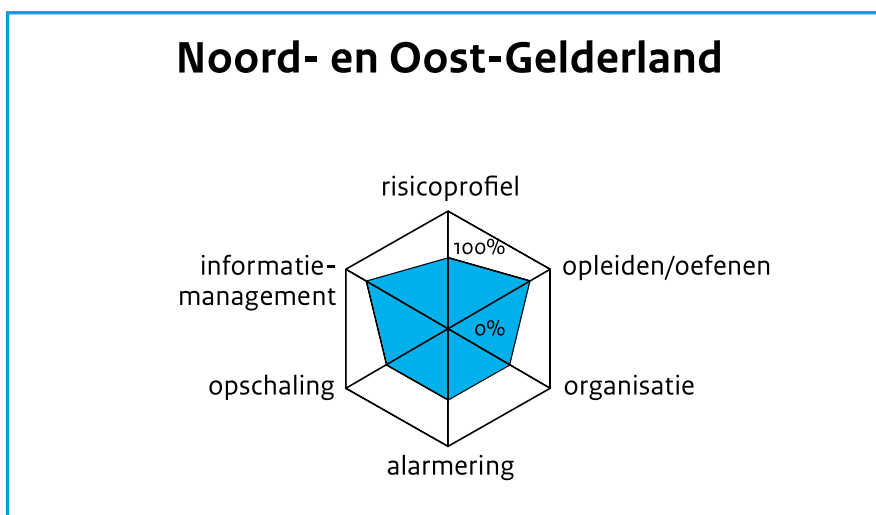 Noord- en Oost-Gelderland
risicoprofiel
100%
informatie-
management
opleiden/oefenen
0%
opschaling
organisatie
alarmering